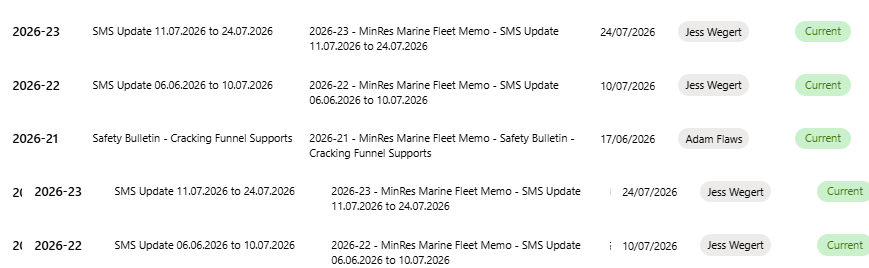 2026-23 SMS Update 11.07.2026 to 24.07.2026 2026-23 - MinRes Marine Fleet Memo - SMS Update 24/07/2026 Jess Wegert Current
11.07.2026 to 24.07.2026
2026-22 SMS Update 06.06.2026 to 10.07.2026 2026-22 - MinRes Marine Fleet Memo - SMS Update 10/07/2026 Jess Wegert Current
06.06.2026 to 10.07.2026
2026-21 Safety Bulletin - Cracking Funnel Supports 2026-21 - MinRes Marine Fleet Memo - Safety Bulletin - 17/06/2026 Adam Flaws Current
Cracking Funnel Supports
2026-23 SMS Update 11.07.2026 to 24.07.2026 2026-23 - MinRes Marine Fleet Memo - SMS Update 24/07/2026 Jess Wegert Current
11.07.2026 to 24.07.2026
2026-22 SMS Update 06.06.2026 to 10.07.2026 2026-22 - MinRes Marine Fleet Memo - SMS Update 10/07/2026 Jess Wegert Current
06.06.2026 to 10.07.2026